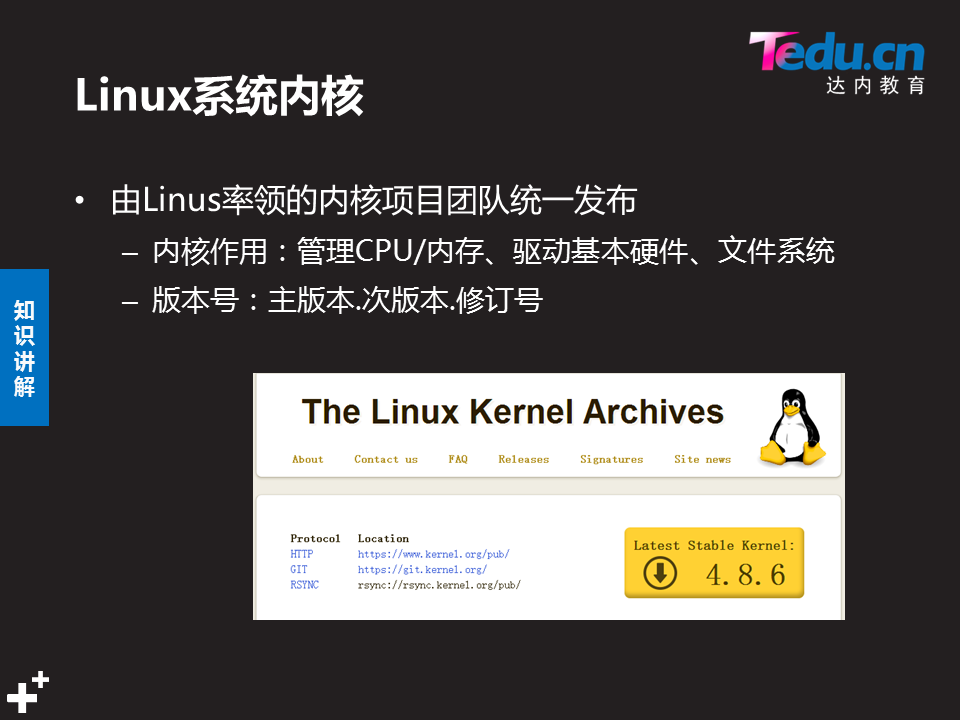 Tedu.cn
达内教育
Linux系统内核
• 由Linus率领的内核项目团队统一发布
– 内核作用：管理CPU/内存、驱动基本硬件、文件系统
– 版本号：主版本.次版本.修订号
知识讲解
The Linux Kernel Archives
About Contact us FAQ Releases Signatures Site news
Protocol Location
HTTP https://www.kernel.org/pub/
GIT https://git.kernel.org/
RSYNC rsync://rsync.kernel.org/pub/
Latest Stable Kernel:
4.8.6